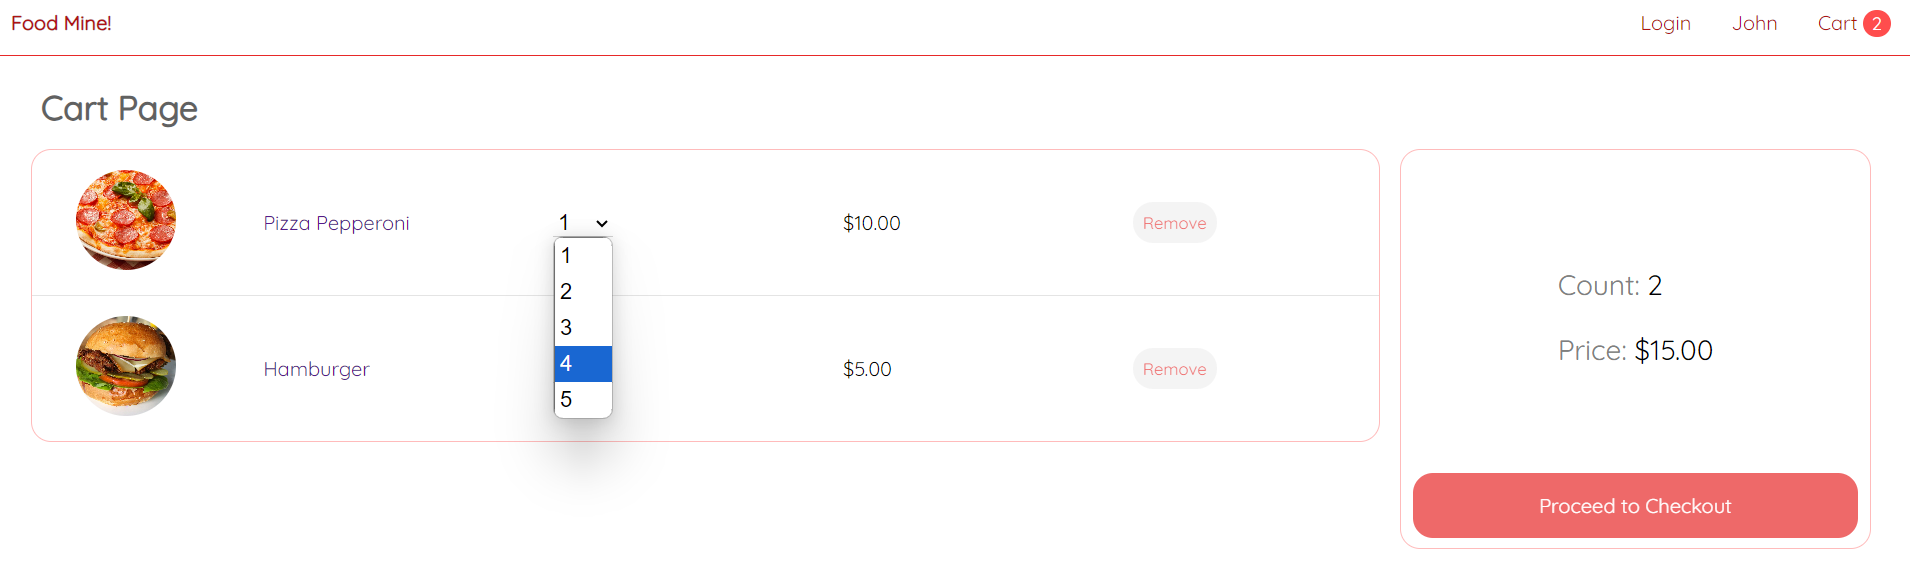 Food Mine!
Login John Cart 2
Cart Page
Pizza Pepperoni 1 $10.00 Remove
1
2
3
4
5
Hamburger $5.00 Remove
Count: 2
Price: $15.00
Proceed to Checkout